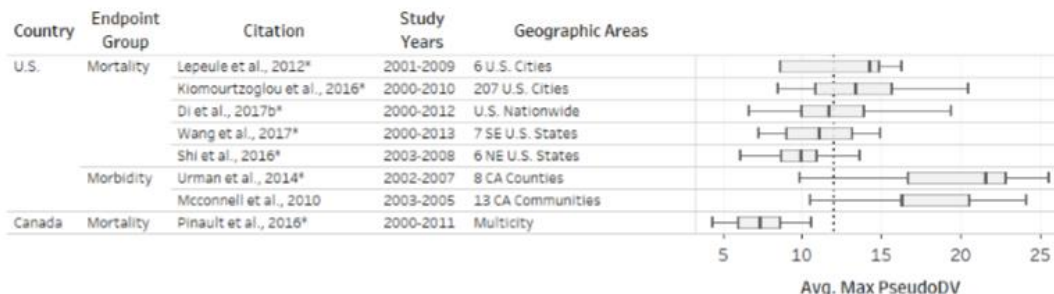 Country Endpoint Group Citation Study Years Geographic Areas
U.S. Mortality Lepeule et al., 2012* 2001-2009 6 U.S. Cities
Kiomourtzoglou et al., 2016* 2000-2010 207 U.S. Cities
Di et al., 2017b* 2000-2012 U.S. Nationwide
Wang et al., 2017* 2000-2013 7 SE U.S. States
Shi et al., 2016* 2003-2008 6 NE U.S. States
Morbidity Urman et al., 2014* 2002-2007 8 CA Counties
Mcconnell et al., 2010 2003-2005 13 CA Communities
Canada Mortality Pinault et al., 2016* 2000-2011 Multicity
5 10 15 20 25
Avg. Max PseudoDV